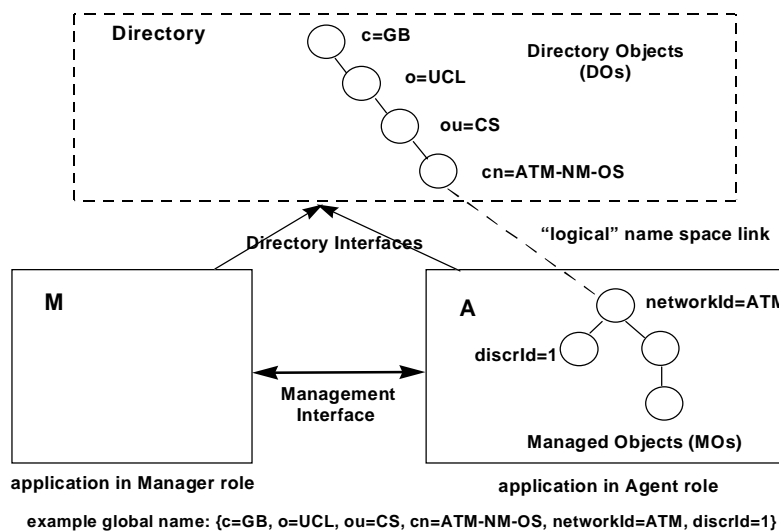 Directory
c=GB
Directory Objects
(DOs)
o=UCL
ou=CS
cn=ATM-NM-OS
Directory Interfaces
“logical” name space link
M
A
networkId=ATM
discrId=1
Management
Interface
Managed Objects (MOs)
application in Manager role
application in Agent role
example global name: {c=GB, o=UCL, ou=CS, cn=ATM-NM-OS, networkId=ATM, discrId=1}